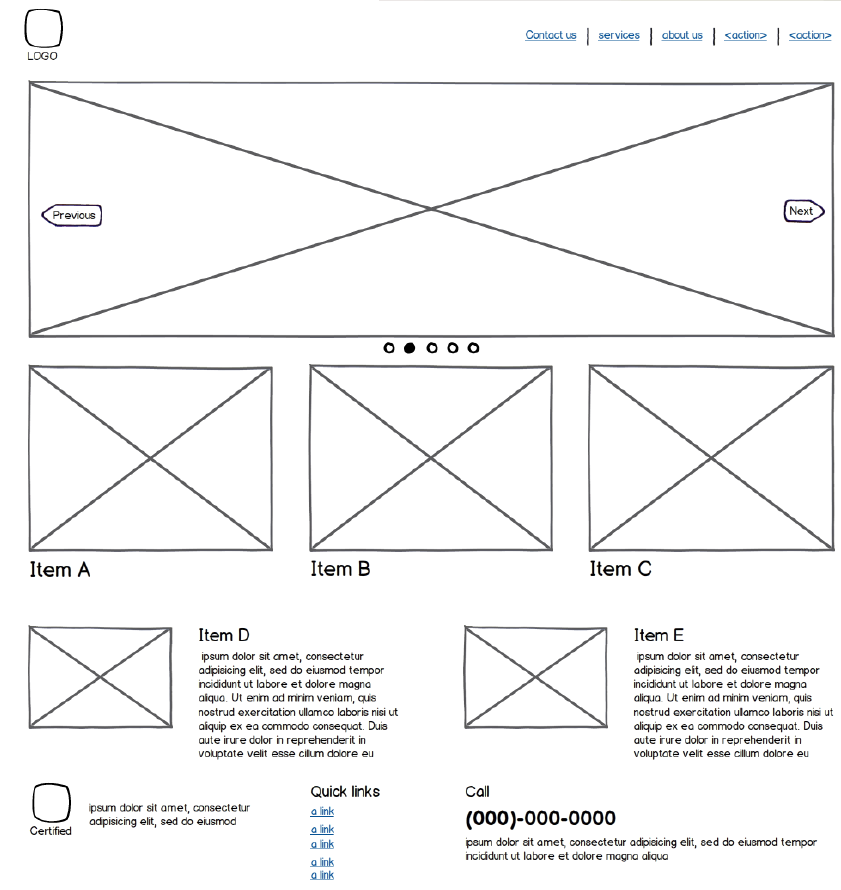 LOGO
Contact us | services | about us | <action> | <action>
Previous
Next
Item A
Item B
Item C
Item D
ipsum dolor sit amet, consectetur
adipisicing elit, sed do eiusmod tempor
incididunt ut labore et dolore magna
aliqua. Ut enim ad minim veniam, quis
nostrud exercitation ullamco laboris nisi ut
aliquip ex ea commodo consequat. Duis
aute irure dolor in reprehenderit in
voluptate velit esse cillum dolore eu
Item E
ipsum dolor sit amet, consectetur
adipisicing elit, sed do eiusmod tempor
incididunt ut labore et dolore magna
aliqua. Ut enim ad minim veniam, quis
nostrud exercitation ullamco laboris nisi ut
aliquip ex ea commodo consequat. Duis
aute irure dolor in reprehenderit in
voluptate velit esse cillum dolore eu
Certified
ipsum dolor sit amet, consectetur
adipisicing elit, sed do eiusmod
Quick links
a link
a link
a link
a link
a link
Call
(000)-000-0000
ipsum dolor sit amet, consectetur adipisicing elit, sed do eiusmod tempor
incididunt ut labore et dolore magna aliqua